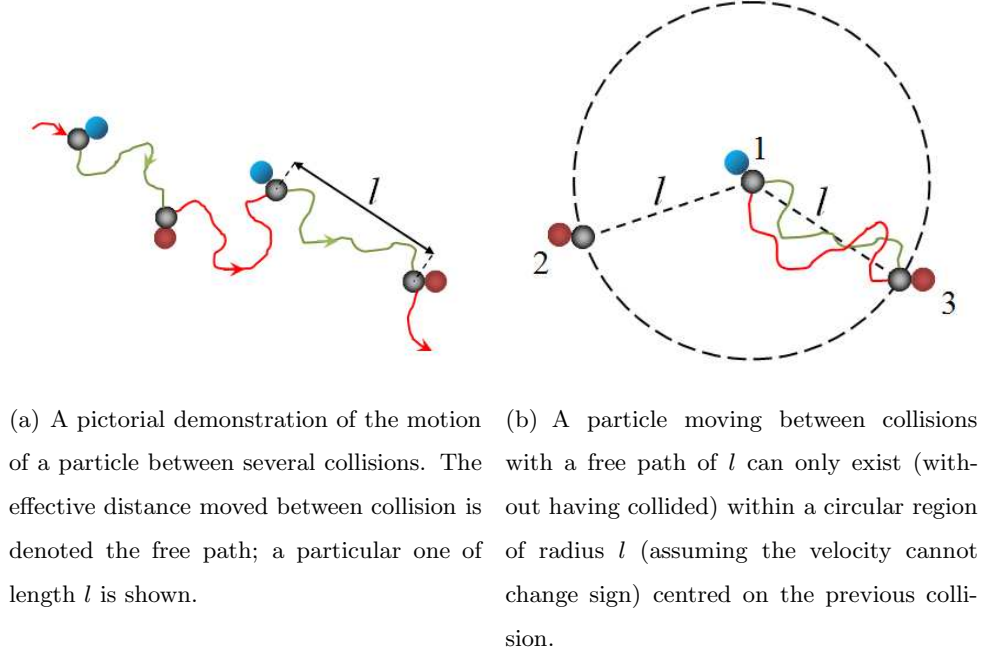 l
1
l
l
2
3
(a) A pictorial demonstration of the motion
of a particle between several collisions. The
effective distance moved between collision is
denoted the free path; a particular one of
length l is shown.
(b) A particle moving between collisions
with a free path of l can only exist (with-
out having collided) within a circular region
of radius l (assuming the velocity cannot
change sign) centred on the previous colli-
sion.